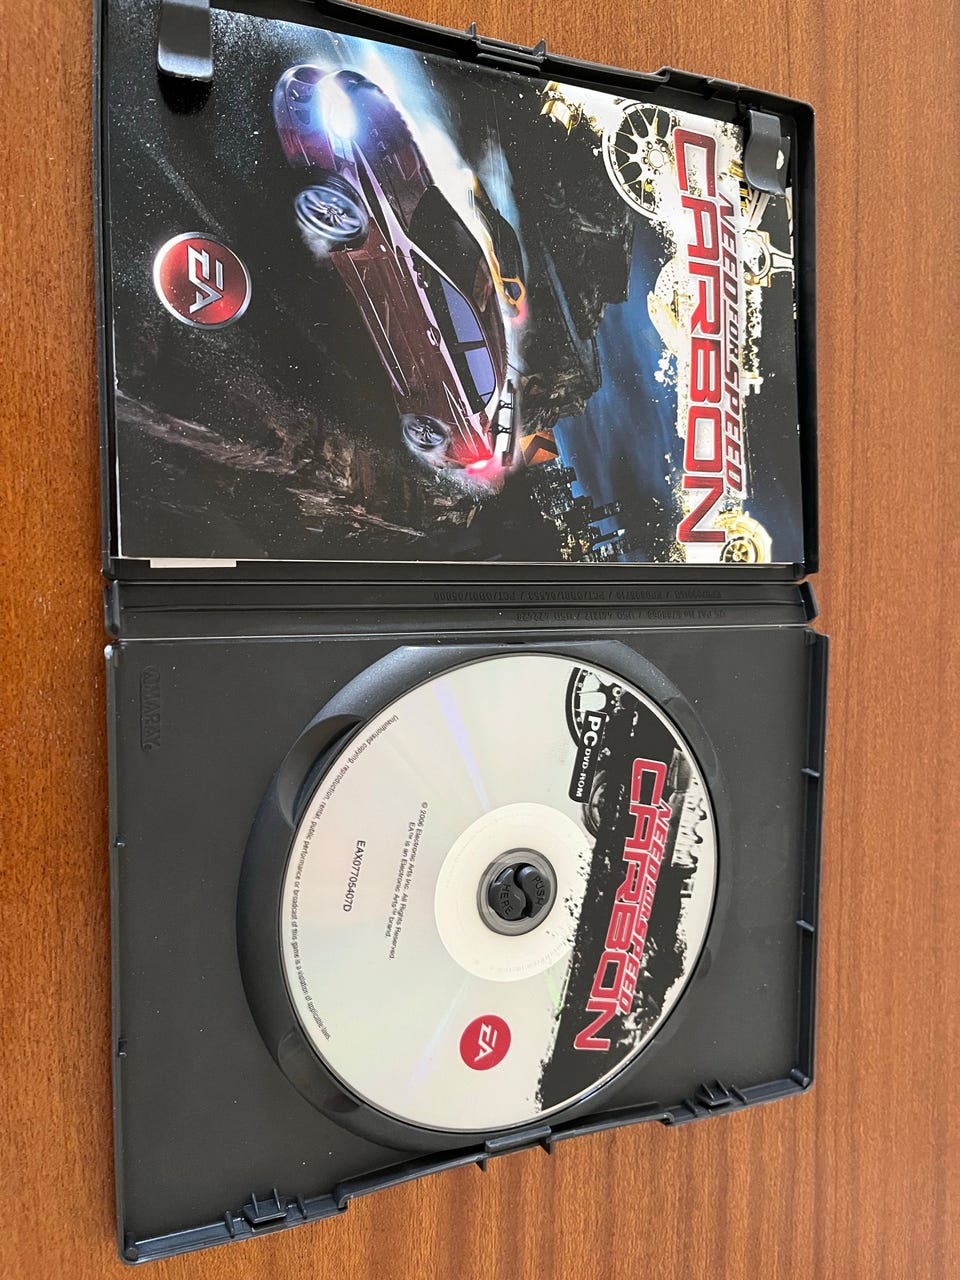 NEED FOR SPEED
CARBON
EA
AMARAY
PC DVD-ROM
NEED FOR SPEED
CARBON
PUSH
HERE
EA
© 2006 Electronic Arts Inc. All Rights Reserved
EA™ is an Electronic Arts™ brand.
EAX07705407D
Unauthorised copying, reproduction, rental, public performance or broadcast of this game is a violation of applicable laws.